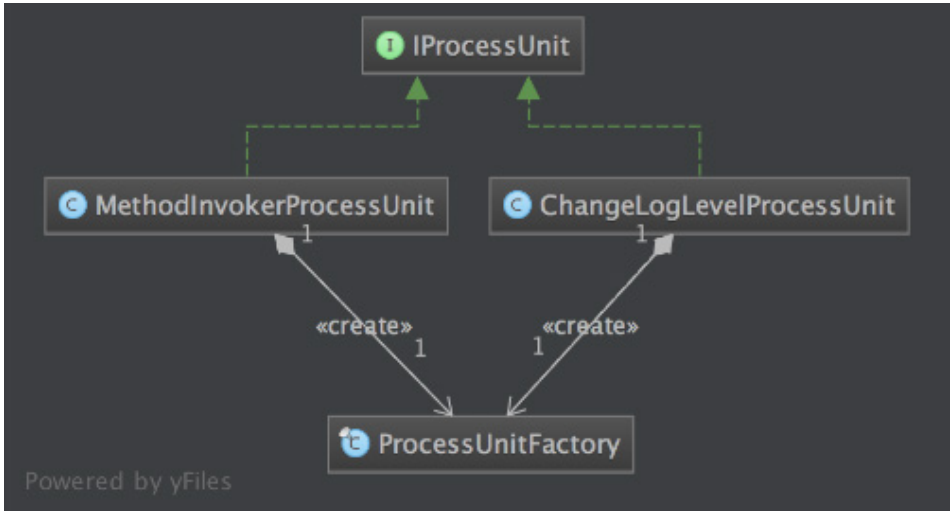 I IProcessUnit
C MethodInvokerProcessUnit
C ChangeLogLevelProcessUnit
1
1
«create»
«create»
1
1
C ProcessUnitFactory
Powered by yFiles